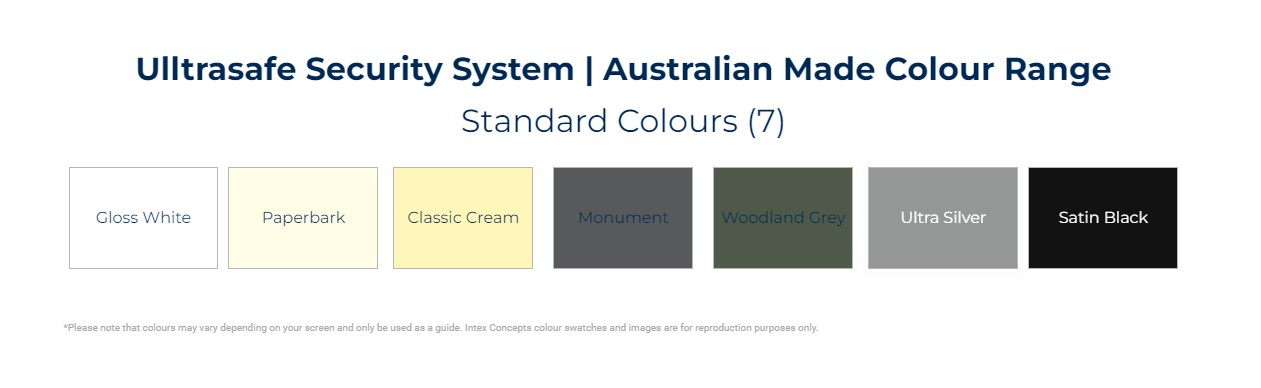 Ulltrasafe Security System | Australian Made Colour Range
Standard Colours (7)
Gloss White
Paperbark
Classic Cream
Monument
Woodland Grey
Ultra Silver
Satin Black
*Please note that colours may vary depending on your screen and only be used as a guide. Intex Concepts colour swatches and images are for reproduction purposes only.